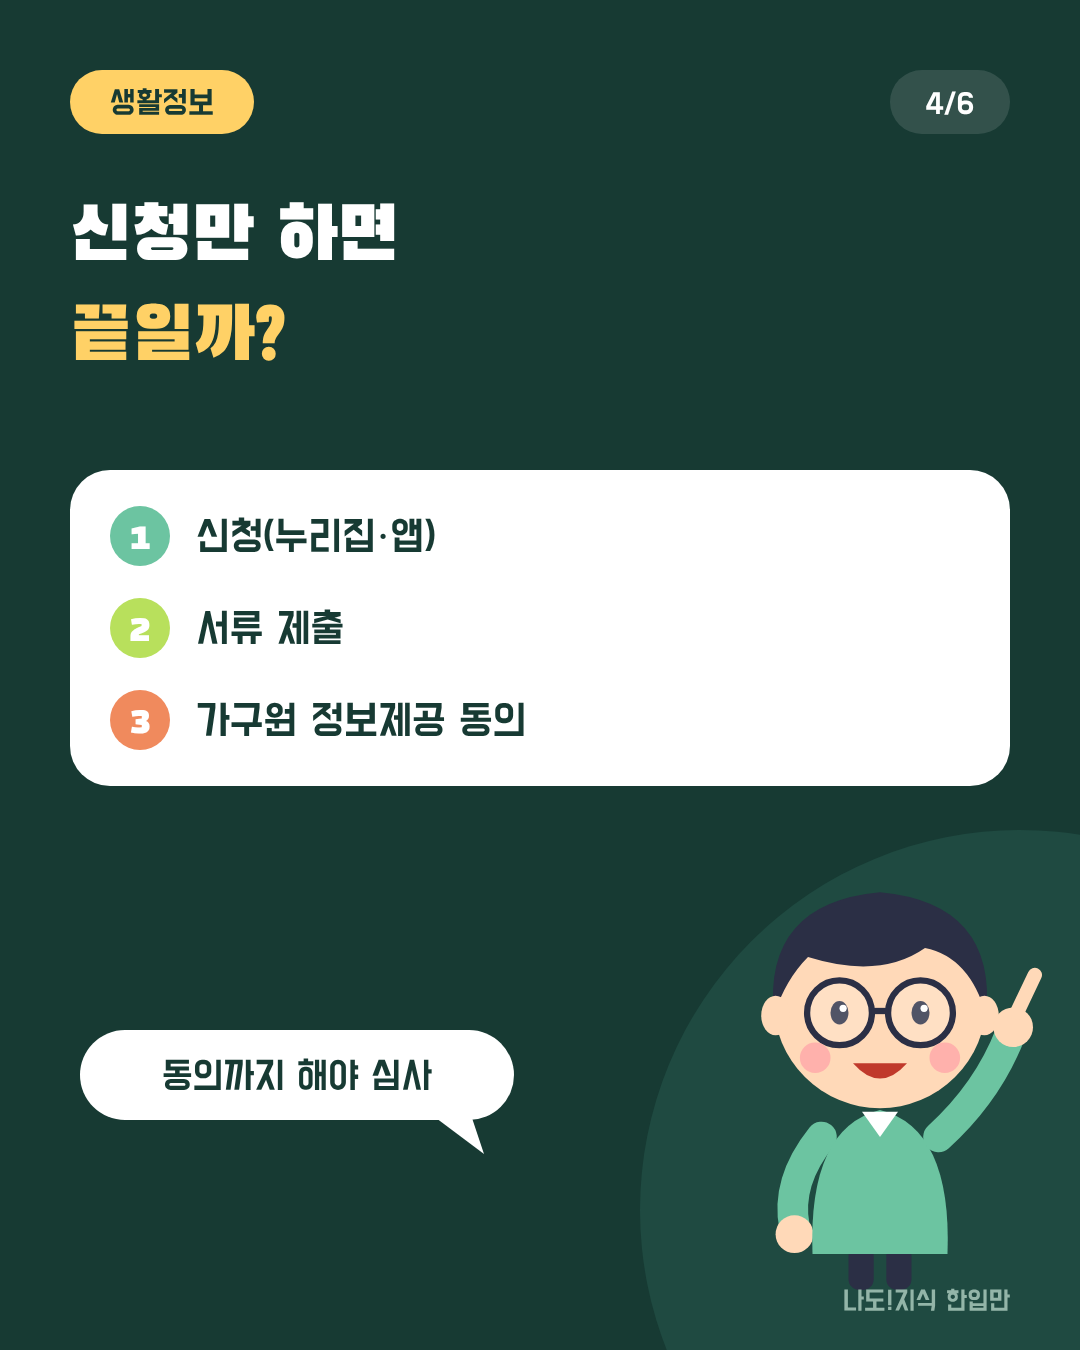 생활정보
4/6
신청만 하면
끝일까?
1 신청(누리집·앱)
2 서류 제출
3 가구원 정보제공 동의
동의까지 해야 심사
나도!지식 한입만